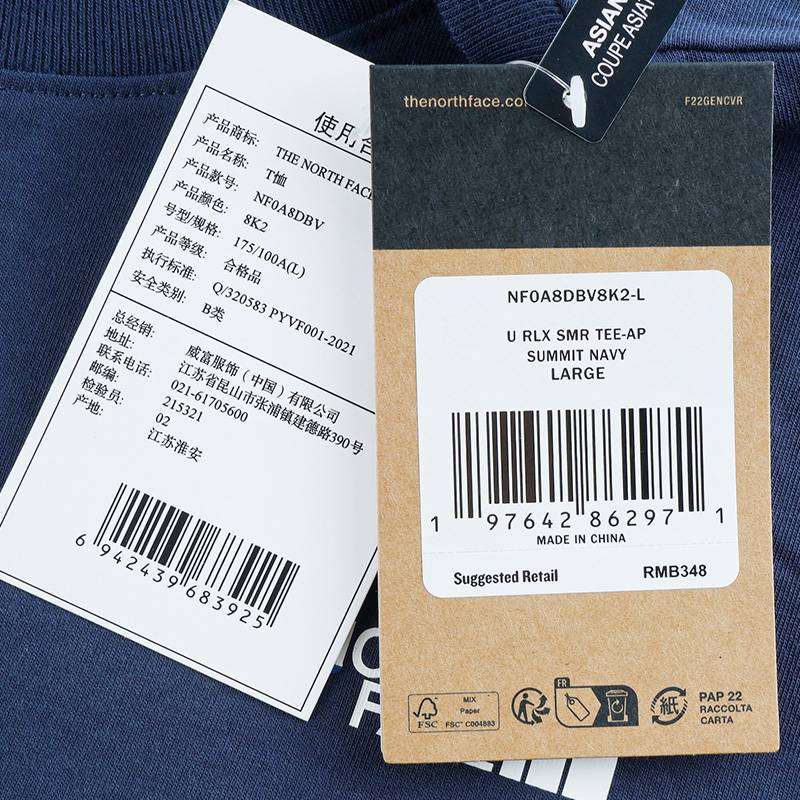 使用合
产品商标: THE NORTH FACE
产品名称: T恤
产品款号: NF0A8DBV
产品颜色: 8K2
号型/规格: 175/100A(L)
产品等级: 合格品
执行标准: Q/320583 PYVF001-2021
安全类别: B类
总经销: 威富服饰（中国）有限公司
地址: 江苏省昆山市张浦镇建德路390号
联系电话: 021-61705600
邮编: 215321
检验员: 02
产地: 江苏淮安
6 942439 683925
ASIAN
COUPE ASIAT
thenorthface.co
F22GENCVR
NF0A8DBV8K2-L
U RLX SMR TEE-AP
SUMMIT NAVY
LARGE
1 97642 86297 1
MADE IN CHINA
Suggested Retail RMB348
FSC
MIX
Paper
FSC™ C004883
FR
紙
PAP 22
RACCOLTA
CARTA